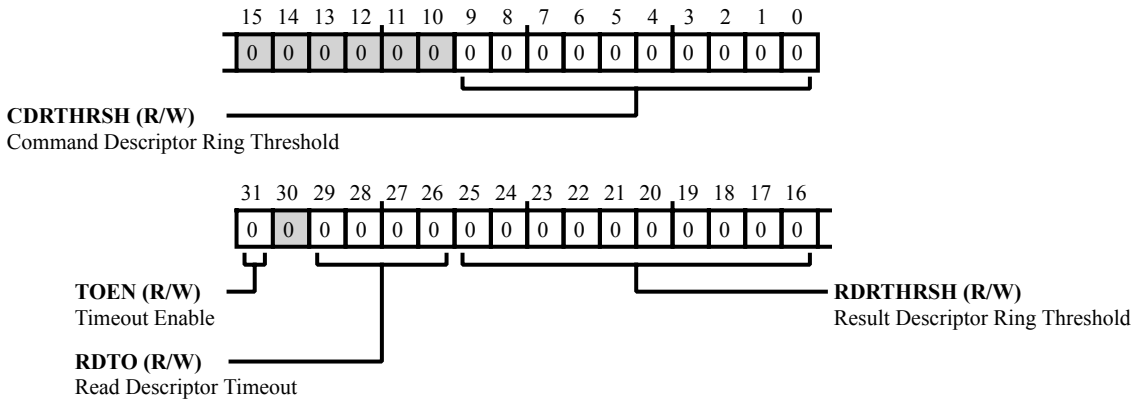 15 14 13 12 11 10 9 8 7 6 5 4 3 2 1 0
0 0 0 0 0 0 0 0 0 0 0 0 0 0 0 0
CDRTHRSH (R/W)
Command Descriptor Ring Threshold
31 30 29 28 27 26 25 24 23 22 21 20 19 18 17 16
0 0 0 0 0 0 0 0 0 0 0 0 0 0 0 0
TOEN (R/W)
Timeout Enable
RDRTHRSH (R/W)
Result Descriptor Ring Threshold
RDTO (R/W)
Read Descriptor Timeout